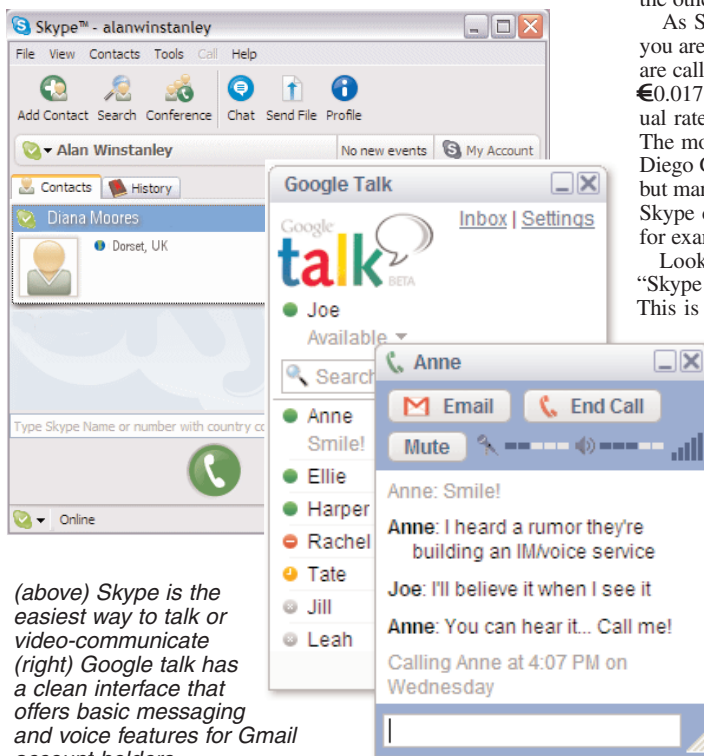 Skype™ - alanwinstanley
File View Contacts Tools Call Help
Add Contact Search Conference Chat Send File Profile
Alan Winstanley No new events My Account
Contacts History
Diana Moores
Dorset, UK
Type Skype Name or number with country
Online
Google Talk
Inbox | Settings
Google
talk
BETA
Joe
Available
Search
Anne
Smile!
Ellie
Harper
Rachel
Tate
Jill
Leah
Anne
Email End Call
Mute
Anne: Smile!
Anne: I heard a rumor they're
building an IM/voice service
Joe: I'll believe it when I see it
Anne: You can hear it... Call me!
Calling Anne at 4:07 PM on
Wednesday
(above) Skype is the
easiest way to talk or
video-communicate
(right) Google talk has
a clean interface that
offers basic messaging
and voice features for Gmail
account holders
As S
you are
are call
€0.017
ual rate
The mo
Diego C
but man
Skype
for exam
Look
“Skype
This is